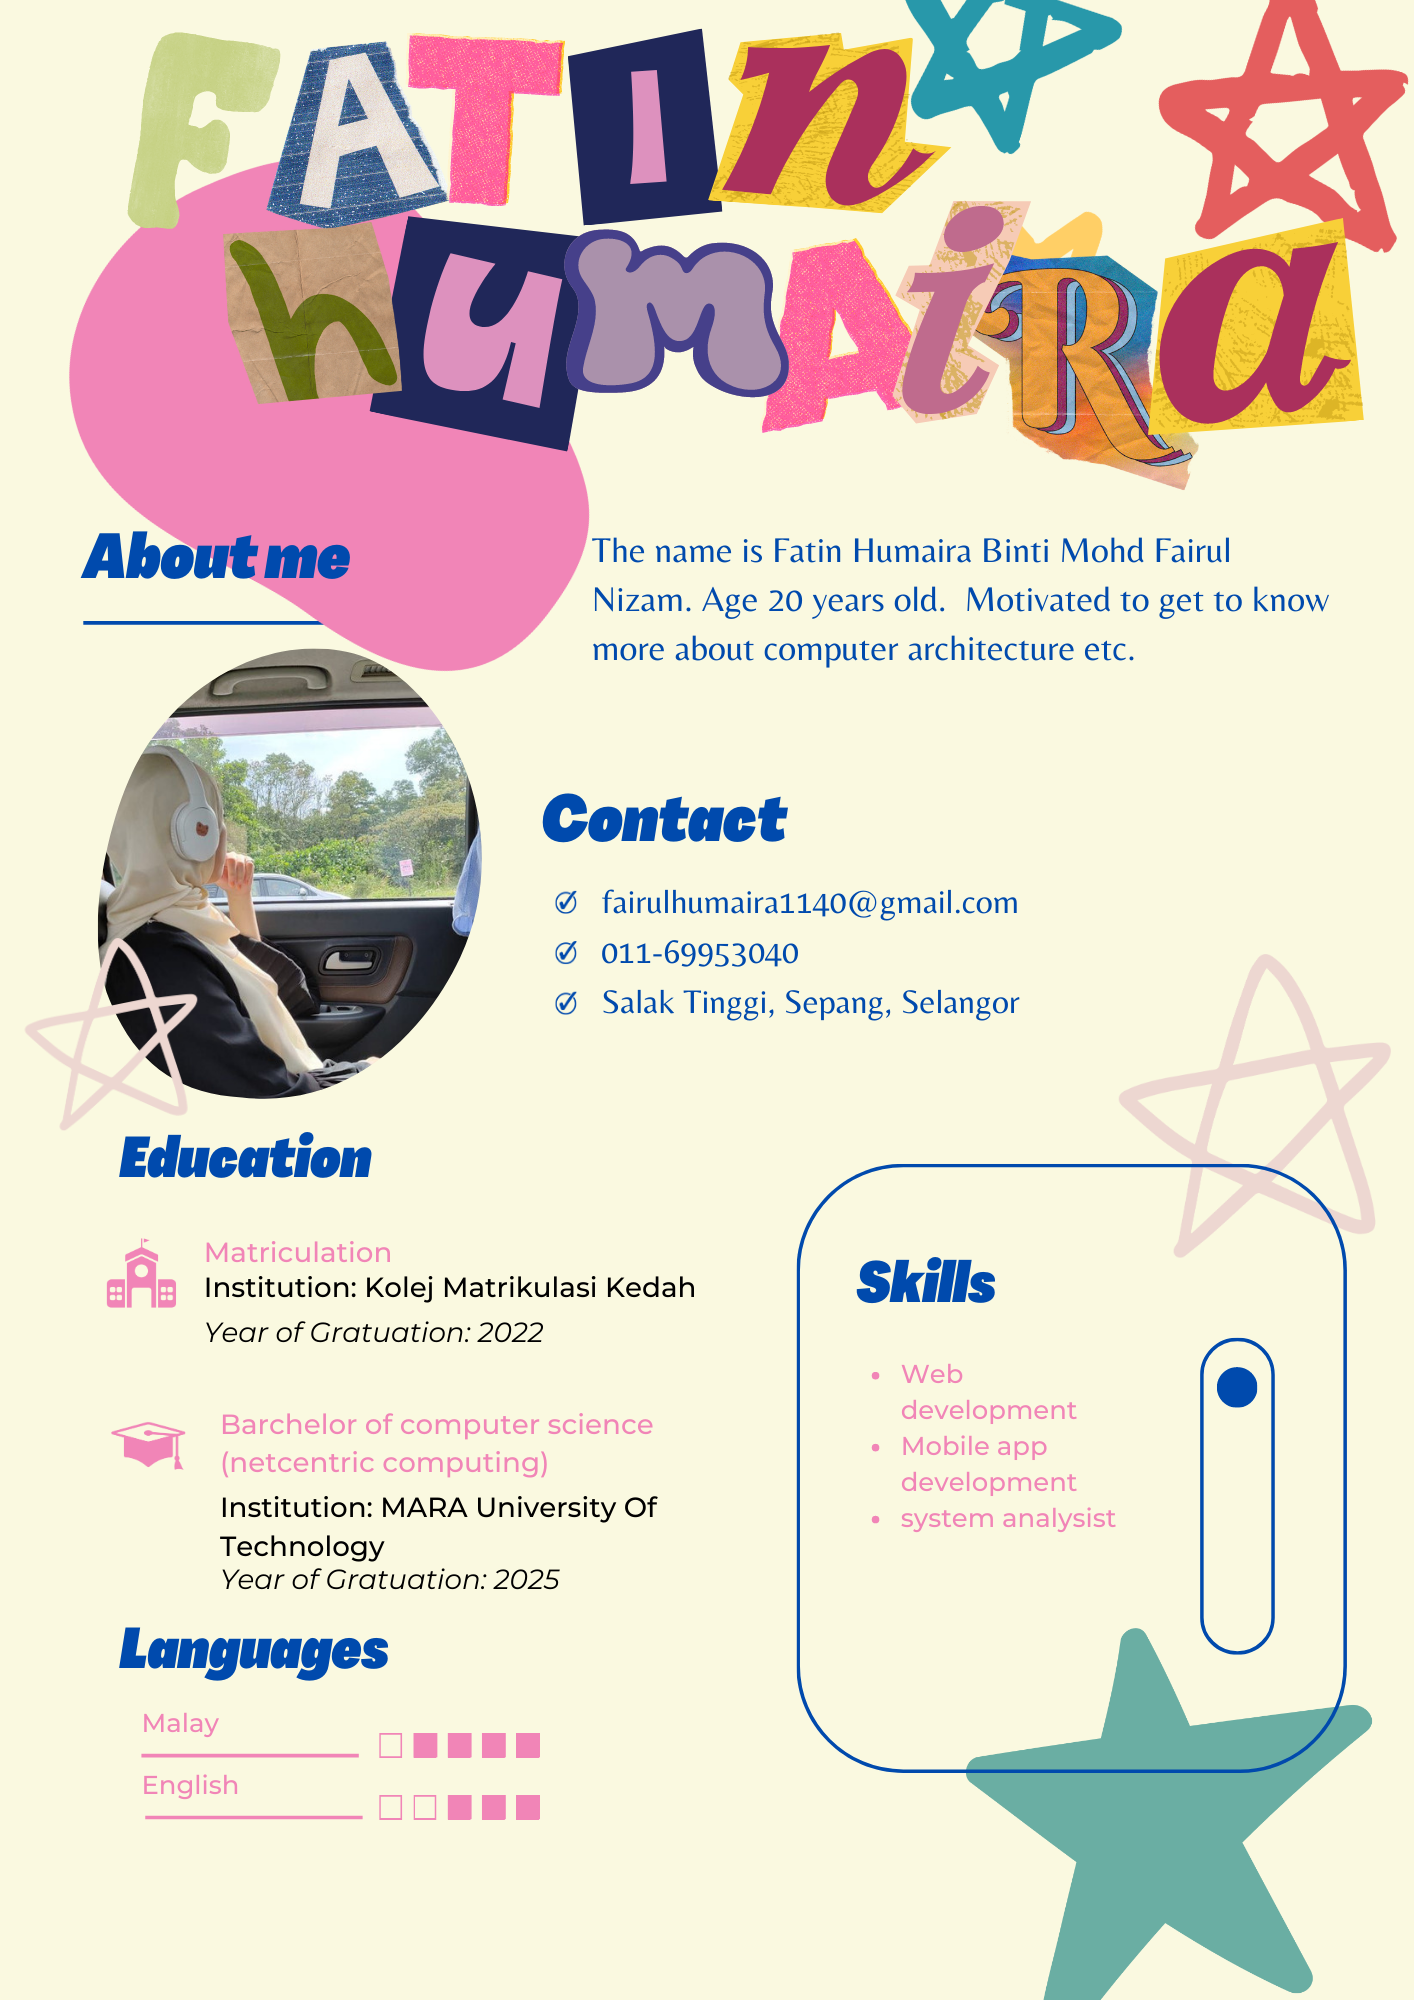 FATIn
huMAiRa
About me
The name is Fatin Humaira Binti Mohd Fairul
Nizam. Age 20 years old.  Motivated to get to know
more about computer architecture etc.
Contact
fairulhumaira1140@gmail.com
011-69953040
Salak Tinggi, Sepang, Selangor
Education
Matriculation
Institution: Kolej Matrikulasi Kedah
Year of Gratuation: 2022
Barchelor of computer science
(netcentric computing)
Institution: MARA University Of
Technology
Year of Gratuation: 2025
Skills
Web
development
Mobile app
development
system analysist
Languages
Malay
English